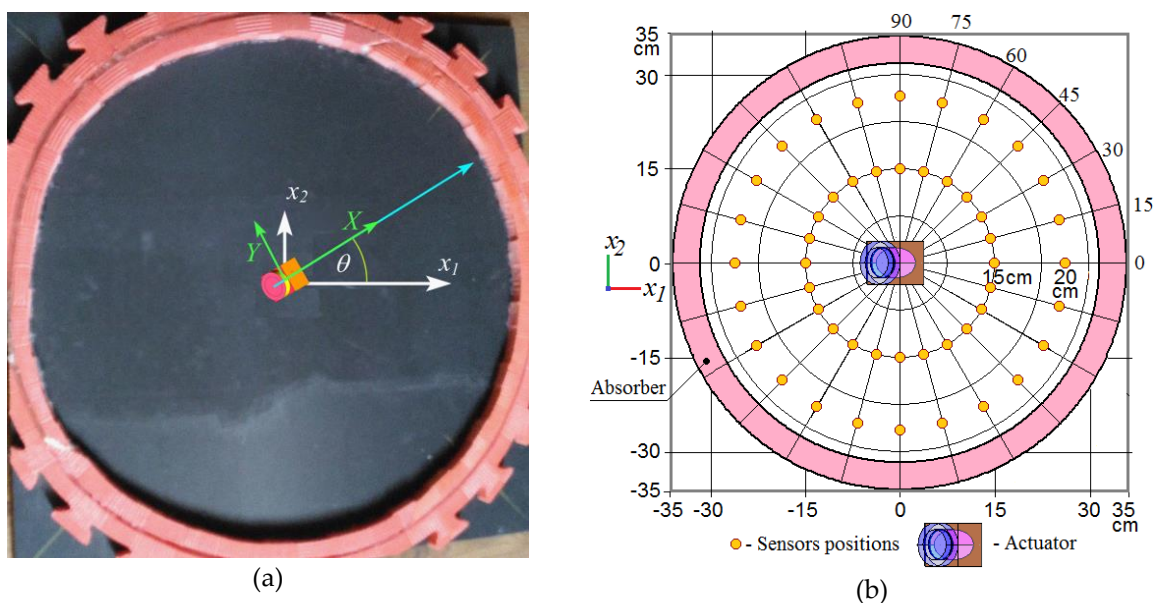 x2
X
Y
θ
x1
(a)
90
75
60
45
30
15
0
35
cm
30
15
0
-15
-30
-35
x2
x1
15cm
20
cm
Absorber
-35 -30 -15 0 15 30 35
cm
- Sensors positions
- Actuator
(b)